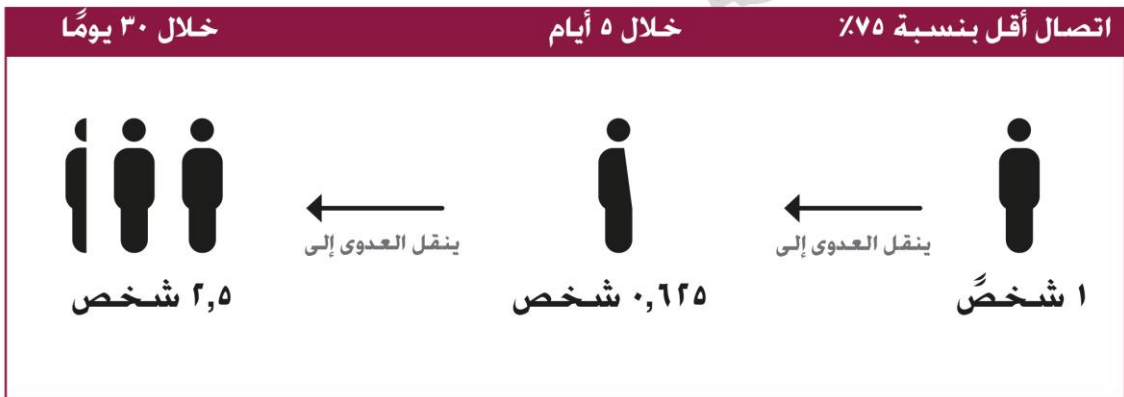 اتصال أقل بنسبة ٧٥٪ خلال ٥ أيام خلال ٣٠ يومًا
ينقل العدوى إلى ينقل العدوى إلى
١ شخصً ٠,٦٢٥ شخص ٢,٥ شخص